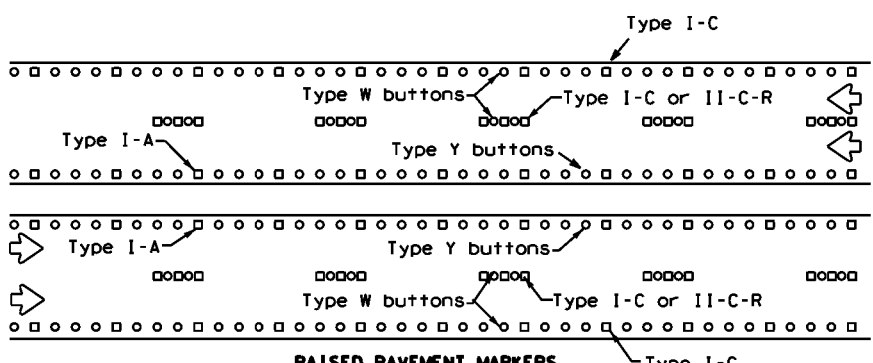 Type I-C
Type W buttons
Type I-C or II-C-R
Type I-A
Type Y buttons
Type I-A
Type Y buttons
Type W buttons
Type I-C or II-C-R
RAISED PAVEMENT MARKERS
Type I-C